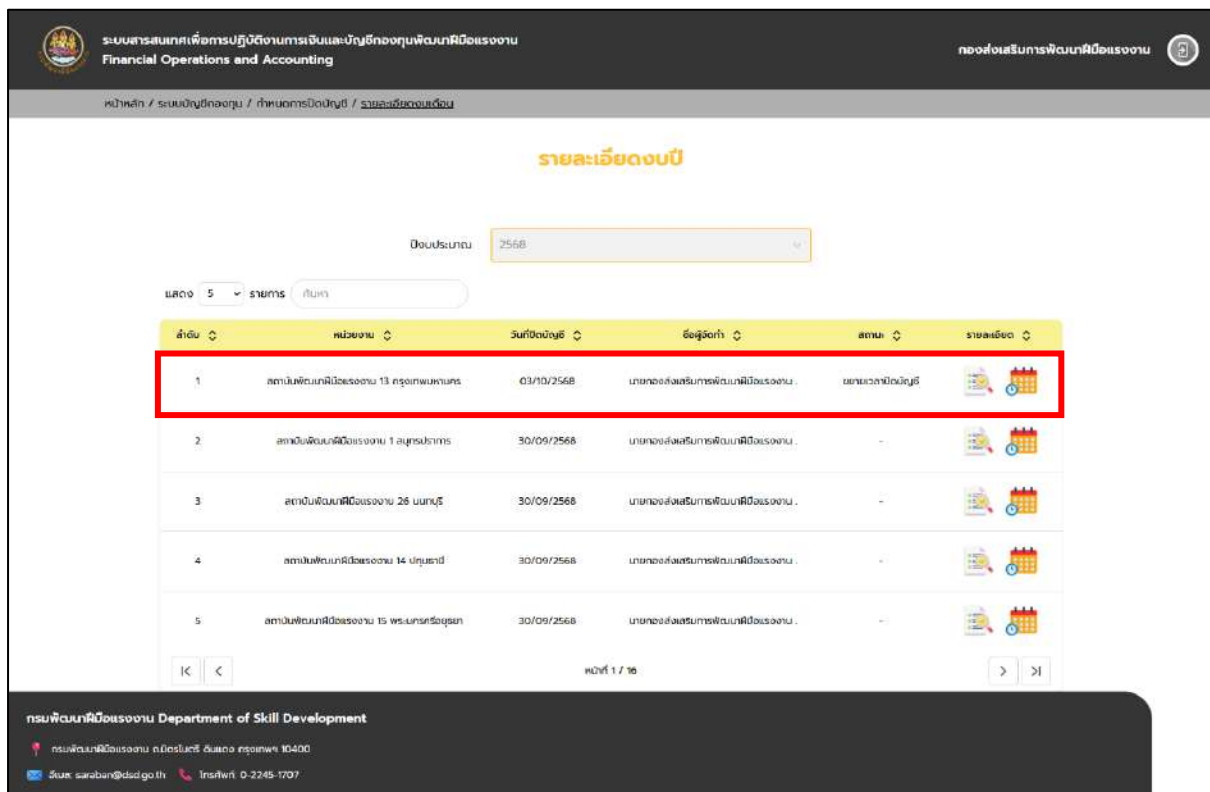 ระบบสารสนเทศเพื่อการปฏิบัติงานการเงินและบัญชีกองทุนพัฒนาฝีมือแรงงาน
Financial Operations and Accounting
กองส่งเสริมการพัฒนาฝีมือแรงงาน
หน้าหลัก / ระบบบัญชีกองทุน / กำหนดการปิดบัญชี / รายละเอียดงบเดือน
รายละเอียดงบปี
ปีงบประมาณ 2568
แสดง 5 รายการ ค้นหา
ลำดับ หน่วยงาน วันที่ปิดบัญชี ชื่อผู้จัดทำ สถานะ รายละเอียด
1 สถาบันพัฒนาฝีมือแรงงาน 13 กรุงเทพมหานคร 03/10/2568 นายกองส่งเสริมการพัฒนาฝีมือแรงงาน . ขยายเวลาปิดบัญชี
2 สถาบันพัฒนาฝีมือแรงงาน 1 สมุทรปราการ 30/09/2568 นายกองส่งเสริมการพัฒนาฝีมือแรงงาน . -
3 สถาบันพัฒนาฝีมือแรงงาน 26 นนทบุรี 30/09/2568 นายกองส่งเสริมการพัฒนาฝีมือแรงงาน . -
4 สถาบันพัฒนาฝีมือแรงงาน 14 ปทุมธานี 30/09/2568 นายกองส่งเสริมการพัฒนาฝีมือแรงงาน . -
5 สถาบันพัฒนาฝีมือแรงงาน 15 พระนครศรีอยุธยา 30/09/2568 นายกองส่งเสริมการพัฒนาฝีมือแรงงาน . -
หน้าที่ 1 / 16
กรมพัฒนาฝีมือแรงงาน Department of Skill Development
กรมพัฒนาฝีมือแรงงาน ถ.มิตรไมตรี ดินแดง กรุงเทพฯ 10400
อีเมล: saraban@dsd.go.th โทรศัพท์: 0-2245-1707